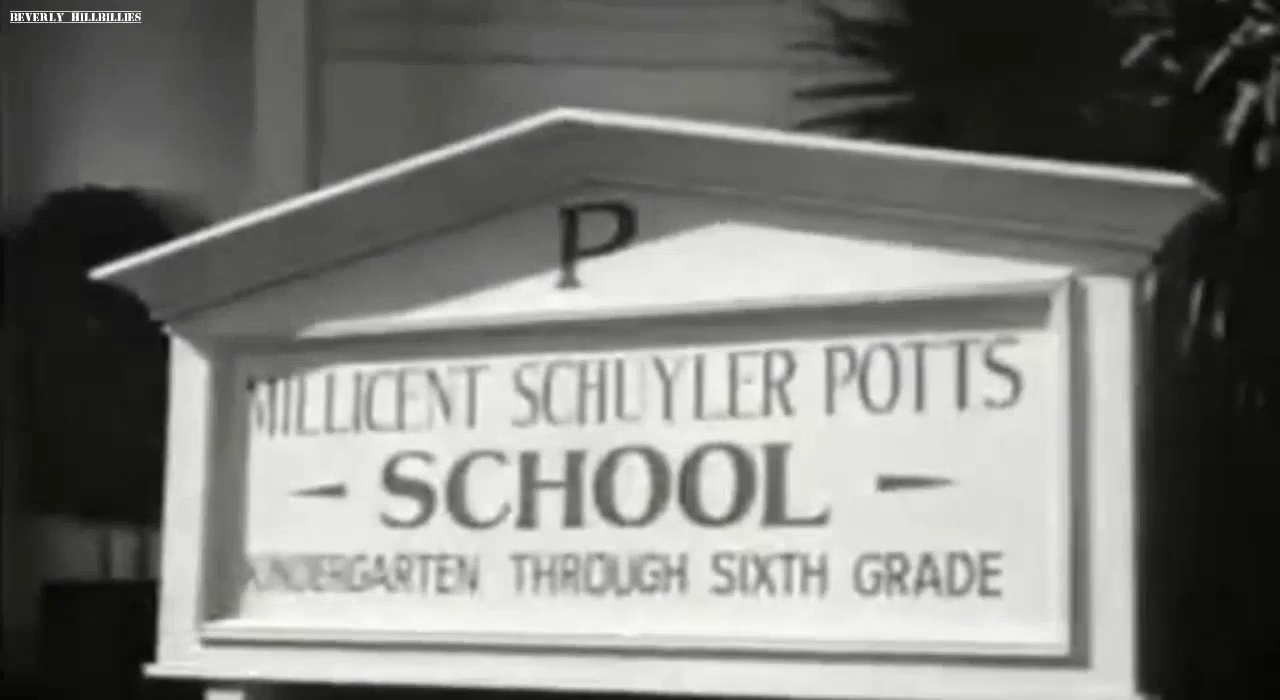 BEVERLY HILLBILLIES
P
MILLICENT SCHUYLER POTTS
- SCHOOL -
KINDERGARTEN THROUGH SIXTH GRADE